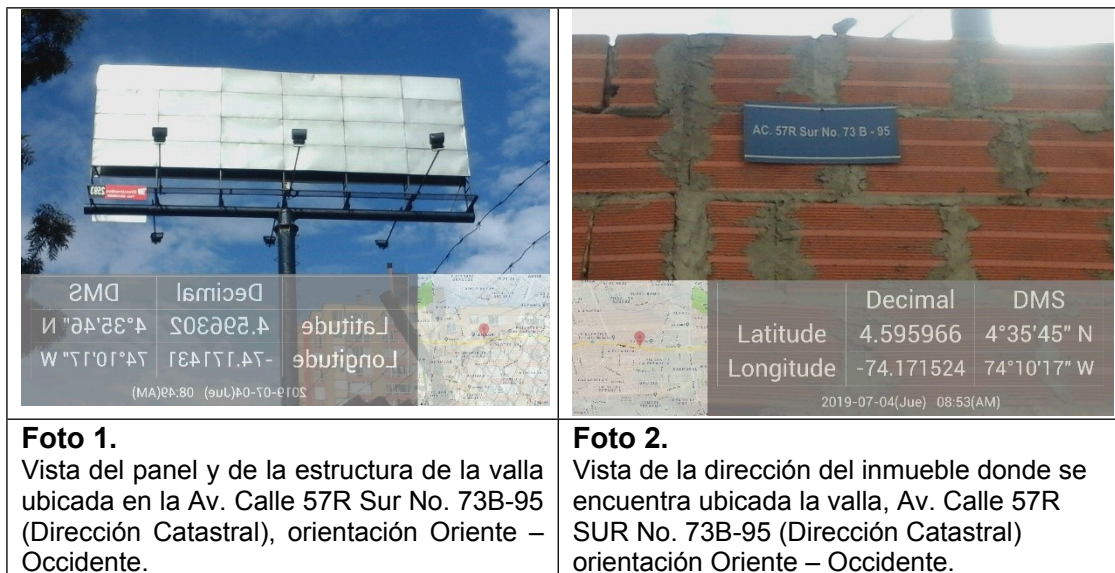 2593
DMS Decimal
4°35'46" N 4.596302 Latitude
74°10'17" W -74.171431 Longitude
2019-07-04(Jue) 08:49(AM)
AC. 57R Sur No. 73 B - 95
Decimal DMS
Latitude 4.595966 4°35'45" N
Longitude -74.171524 74°10'17" W
2019-07-04(Jue) 08:53(AM)
Foto 1.
Vista del panel y de la estructura de la valla
ubicada en la Av. Calle 57R Sur No. 73B-95
(Dirección Catastral), orientación Oriente –
Occidente.
Foto 2.
Vista de la dirección del inmueble donde se
encuentra ubicada la valla, Av. Calle 57R
SUR No. 73B-95 (Dirección Catastral)
orientación Oriente – Occidente.